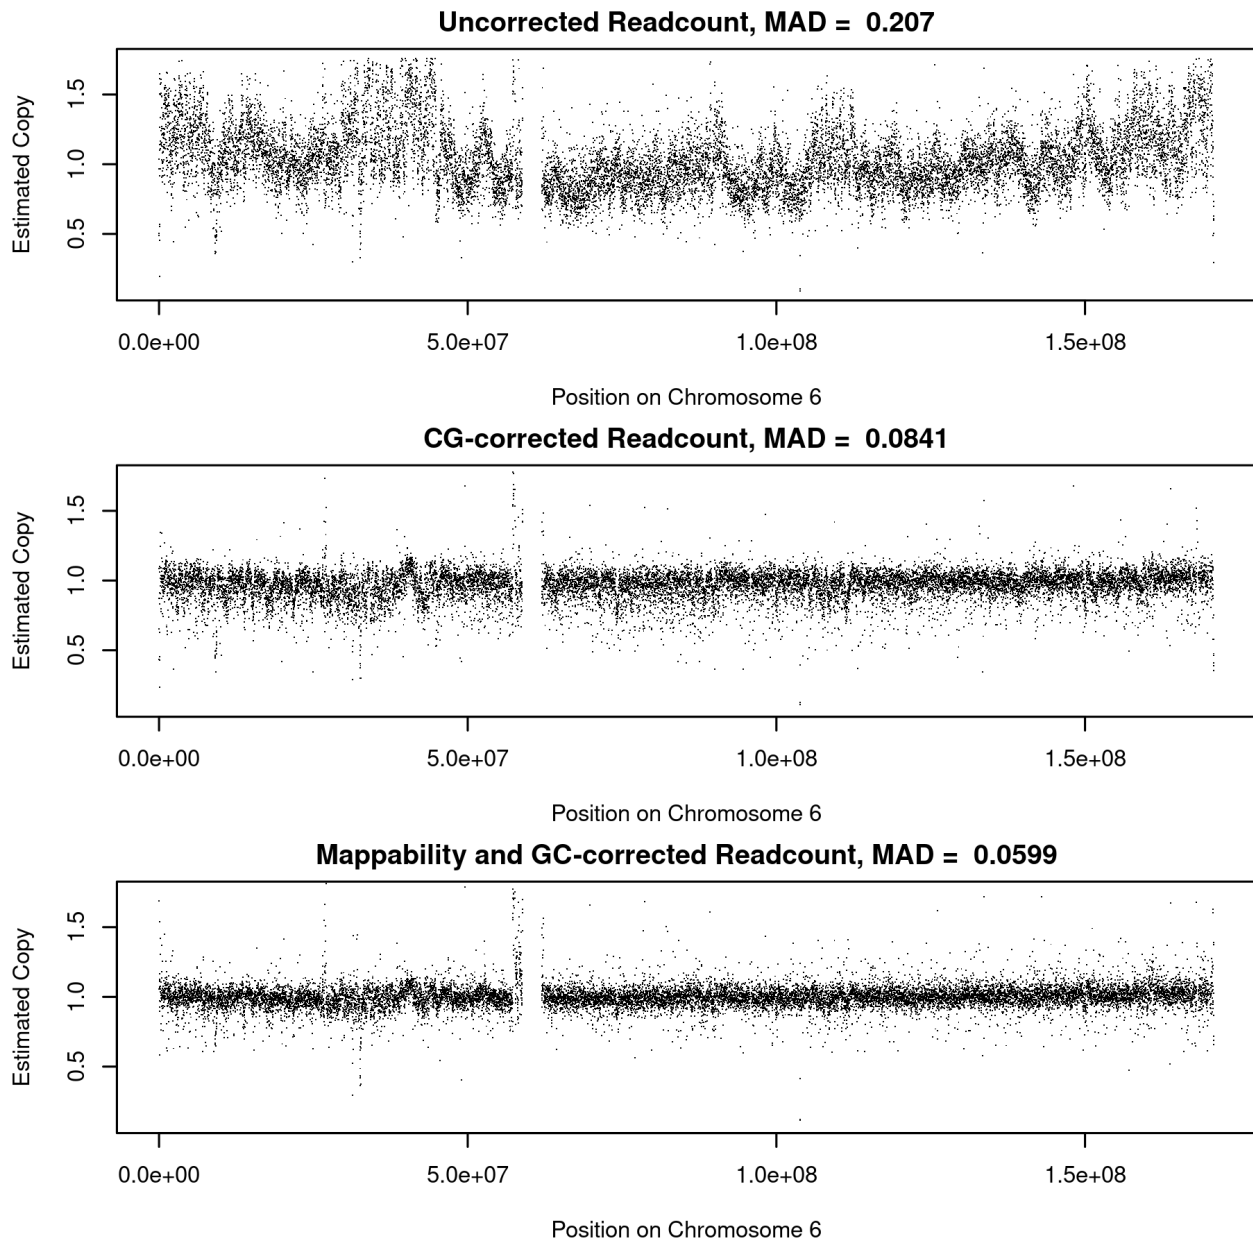 Uncorrected Readcount, MAD =  0.207
Estimated Copy
1.5
1.0
0.5
0.0e+00 5.0e+07 1.0e+08 1.5e+08
Position on Chromosome 6
CG-corrected Readcount, MAD =  0.0841
Estimated Copy
1.5
1.0
0.5
0.0e+00 5.0e+07 1.0e+08 1.5e+08
Position on Chromosome 6
Mappability and GC-corrected Readcount, MAD =  0.0599
Estimated Copy
1.5
1.0
0.5
0.0e+00 5.0e+07 1.0e+08 1.5e+08
Position on Chromosome 6